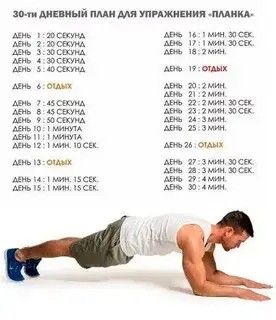 30-ти ДНЕВНЫЙ ПЛАН ДЛЯ УПРАЖНЕНИЯ «ПЛАНКА»
ДЕНЬ 1 : 20 СЕКУНД
ДЕНЬ 2 : 20 СЕКУНД
ДЕНЬ 3 : 30 СЕКУНД
ДЕНЬ 4 : 30 СЕКУНД
ДЕНЬ 5 : 40 СЕКУНД
ДЕНЬ 6 : ОТДЫХ
ДЕНЬ 7 : 45 СЕКУНД
ДЕНЬ 8 : 45 СЕКУНД
ДЕНЬ 9 : 50 СЕКУНД
ДЕНЬ 10 : 1 МИНУТА
ДЕНЬ 11 : 1 МИНУТА
ДЕНЬ 12 : 1 МИН. 10 СЕК.
ДЕНЬ 13 : ОТДЫХ
ДЕНЬ 14 : 1 МИН. 15 СЕК.
ДЕНЬ 15 : 1 МИН. 15 СЕК.
ДЕНЬ 16 : 1 МИН. 30 СЕК.
ДЕНЬ 17 : 1 МИН. 30 СЕК.
ДЕНЬ 18 : 2 МИН.
ДЕНЬ 19 : ОТДЫХ
ДЕНЬ 20 : 2 МИН.
ДЕНЬ 21 : 2 МИН. 30 СЕК.
ДЕНЬ 22 : 2 МИН. 30 СЕК.
ДЕНЬ 23 : 2 МИН. 30 СЕК.
ДЕНЬ 24 : 3 МИН.
ДЕНЬ 25 : 3 МИН.
ДЕНЬ 26 : ОТДЫХ
ДЕНЬ 27 : 3 МИН. 30 СЕК.
ДЕНЬ 28 : 3 МИН. 30 СЕК.
ДЕНЬ 29 : 4 МИН.
ДЕНЬ 30 : 4 МИН.